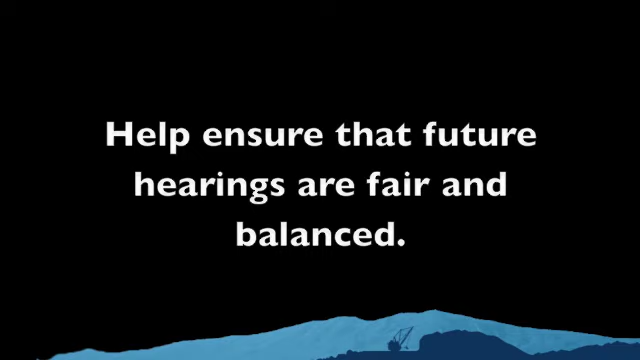 Help ensure that future
hearings are fair and
balanced.